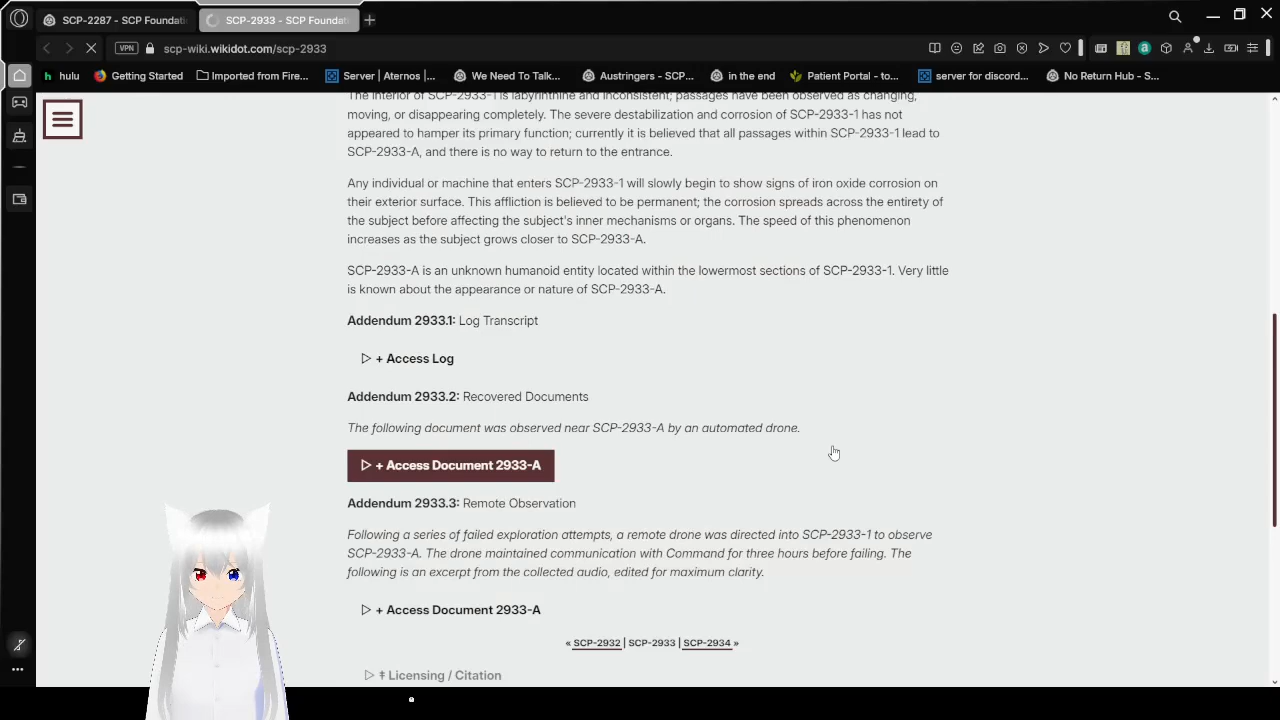 SCP-2287 - SCP Foundati
SCP-2933 - SCP Foundat
VPN
scp-wiki.wikidot.com/scp-2933
hulu
Getting Started
Imported from Fire...
Server | Aternos |...
We Need To Talk...
Austringers - SCP...
in the end
Patient Portal - to...
server for discord...
No Return Hub - S...
The interior of SCP-2933-1 is labyrinthine and inconsistent; passages have been observed as changing,
moving, or disappearing completely. The severe destabilization and corrosion of SCP-2933-1 has not
appeared to hamper its primary function; currently it is believed that all passages within SCP-2933-1 lead to
SCP-2933-A, and there is no way to return to the entrance.
Any individual or machine that enters SCP-2933-1 will slowly begin to show signs of iron oxide corrosion on
their exterior surface. This affliction is believed to be permanent; the corrosion spreads across the entirety of
the subject before affecting the subject's inner mechanisms or organs. The speed of this phenomenon
increases as the subject grows closer to SCP-2933-A.
SCP-2933-A is an unknown humanoid entity located within the lowermost sections of SCP-2933-1. Very little
is known about the appearance or nature of SCP-2933-A.
Addendum 2933.1: Log Transcript
▷ + Access Log
Addendum 2933.2: Recovered Documents
The following document was observed near SCP-2933-A by an automated drone.
▷ + Access Document 2933-A
Addendum 2933.3: Remote Observation
Following a series of failed exploration attempts, a remote drone was directed into SCP-2933-1 to observe
SCP-2933-A. The drone maintained communication with Command for three hours before failing. The
following is an excerpt from the collected audio, edited for maximum clarity.
▷ + Access Document 2933-A
« SCP-2932 | SCP-2933 | SCP-2934 »
▷ ‡ Licensing / Citation